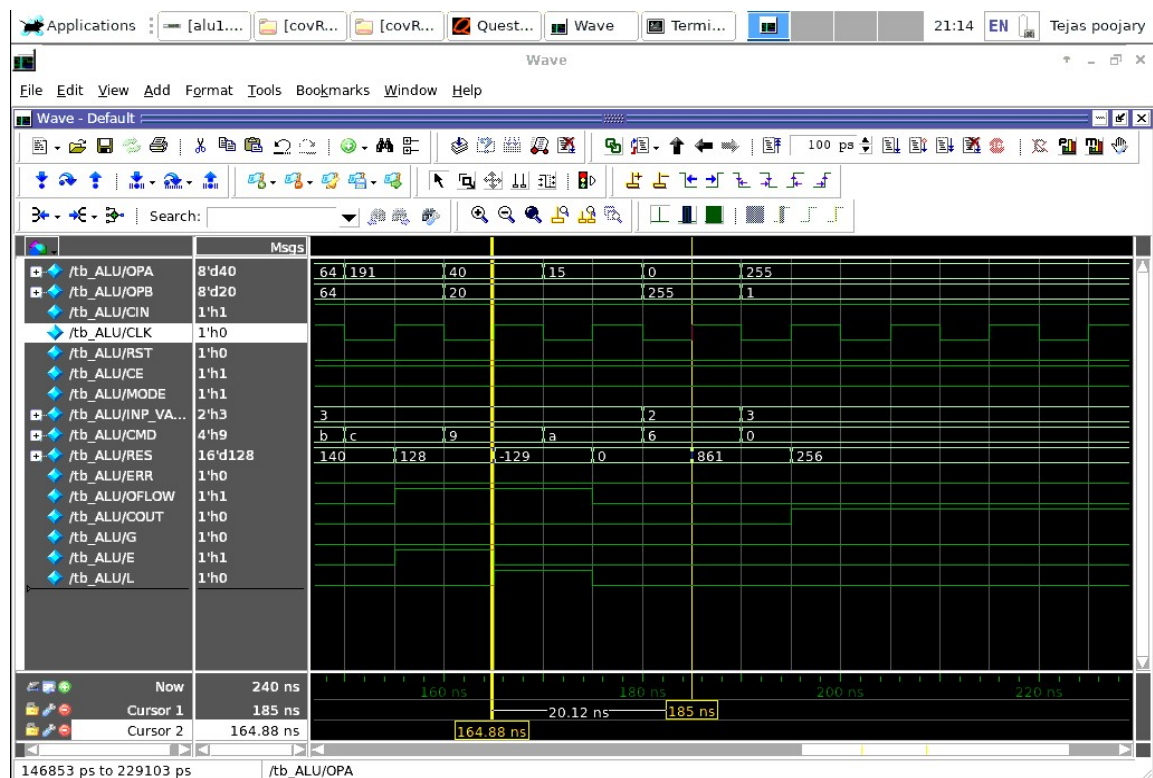 Applications [alu1.... [covR... [covR... Quest... Wave Termi... 21:14 EN Tejas poojary
Wave
File Edit View Add Format Tools Bookmarks Window Help
Wave - Default
100 ps
Search:
Msgs
/tb_ALU/OPA 8'd40 64 191 40 15 0 255
/tb_ALU/OPB 8'd20 64 20 255 1
/tb_ALU/CIN 1'h1
/tb_ALU/CLK 1'h0
/tb_ALU/RST 1'h0
/tb_ALU/CE 1'h1
/tb_ALU/MODE 1'h1
/tb_ALU/INP_VA... 2'h3 3 2 3
/tb_ALU/CMD 4'h9 b c 9 a 6 0
/tb_ALU/RES 16'd128 140 128 -129 0 861 256
/tb_ALU/ERR 1'h0
/tb_ALU/OFLOW 1'h1
/tb_ALU/COUT 1'h0
/tb_ALU/G 1'h0
/tb_ALU/E 1'h1
/tb_ALU/L 1'h0
Now 240 ns 160 ns 180 ns 200 ns 220 ns
Cursor 1 185 ns 20.12 ns 185 ns
Cursor 2 164.88 ns 164.88 ns
146853 ps to 229103 ps /tb_ALU/OPA